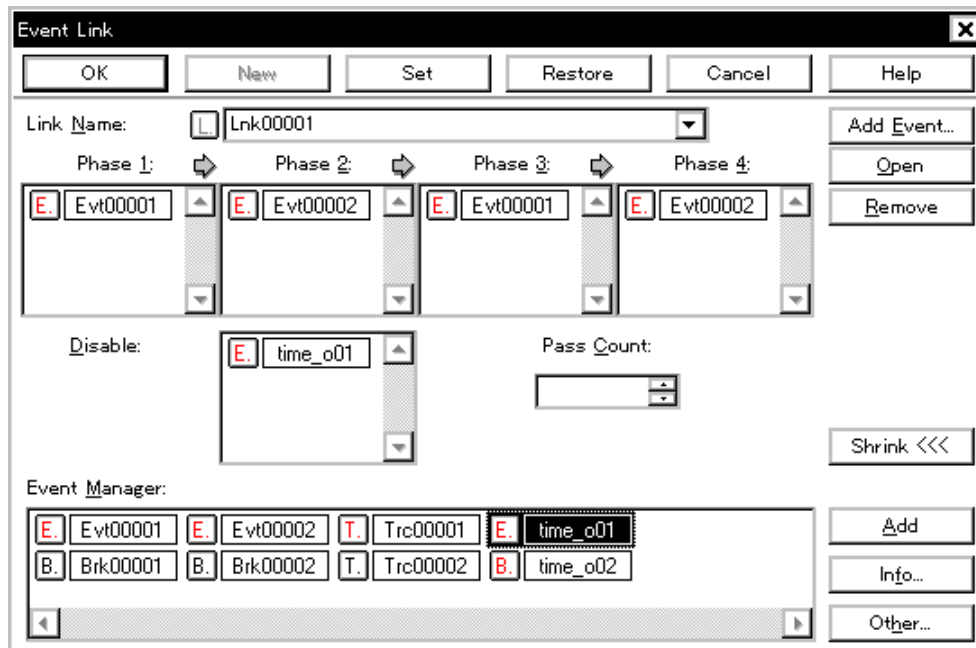 Event Link
OK New Set Restore Cancel Help
Link Name: L. Lnk00001 Add Event...
Phase 1: Phase 2: Phase 3: Phase 4: Open
E. Evt00001 E. Evt00002 E. Evt00001 E. Evt00002 Remove
Disable: E. time_o01 Pass Count:
Shrink <<<
Event Manager:
E. Evt00001 E. Evt00002 T. Trc00001 E. time_o01 Add
B. Brk00001 B. Brk00002 T. Trc00002 B. time_o02 Info...
Other...